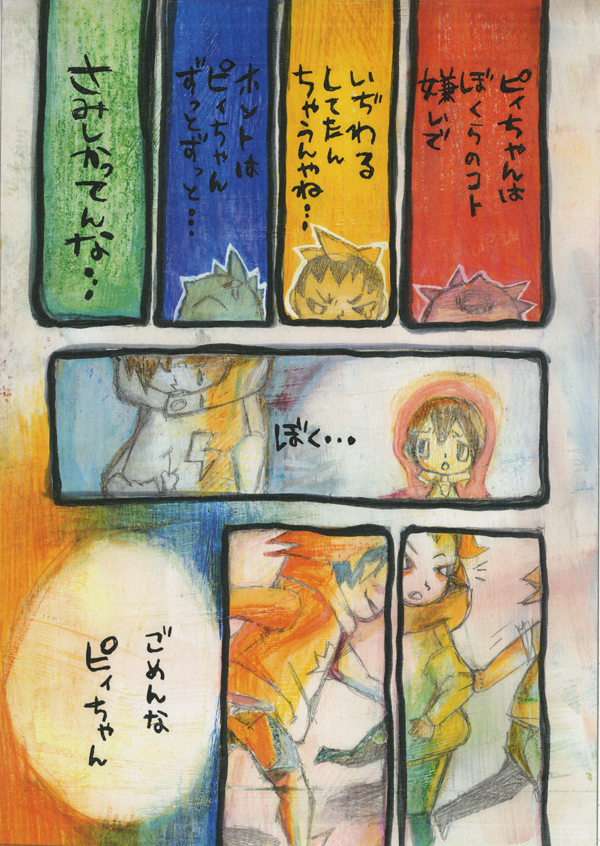 ピィちゃんは
ぼくらのコト
嫌いで
いぢわる
してたん
ちゃうんやね…
ホントは
ピィちゃん
ずっとずっと…
さみしかってんな…
ぼく…
ごめんな
ピィちゃん